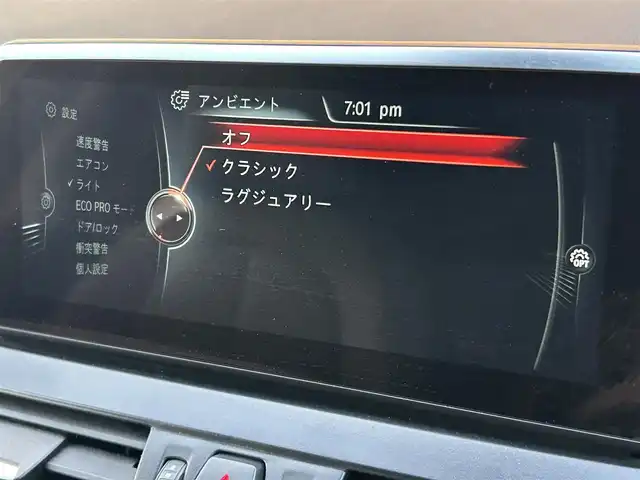 設定
速度警告
エアコン
✓ライト
ECO PRO モー
ドア/ロック
衝突警告
個人設定
アンビエント
7:01 pm
オフ
✓クラシック
ラグジュアリー
OPT